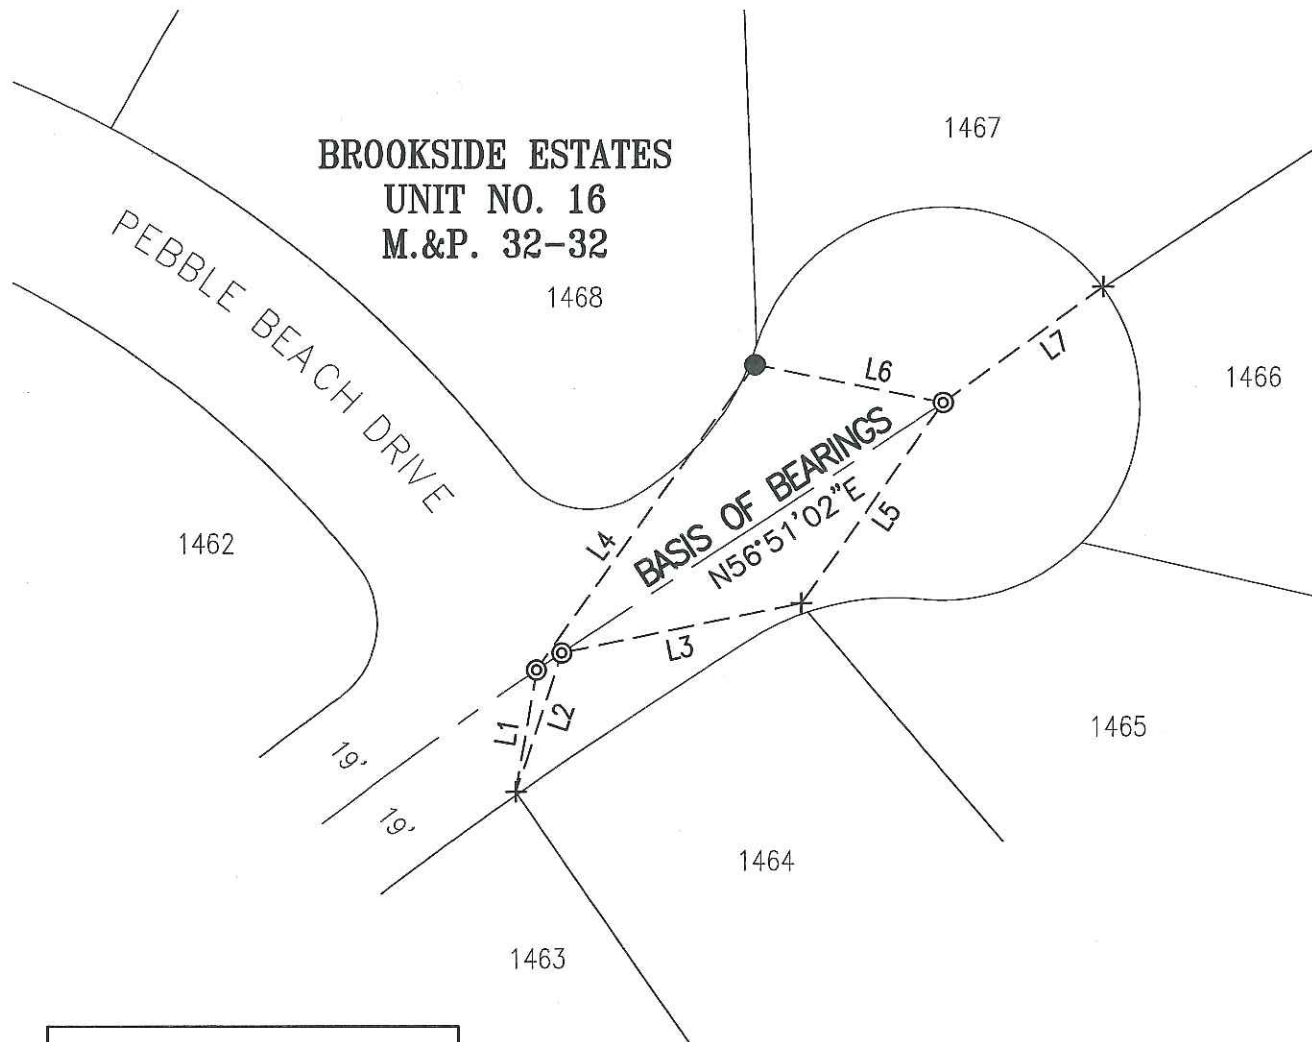 1467
BROOKSIDE ESTATES
UNIT NO. 16
M.&P. 32-32
PEBBLE BEACH DRIVE
1468
L7
L6
1466
BASIS OF BEARINGS
N56°51'02"E
L4
L5
1462
L3
L1
L2
1465
19'
19'
1464
1463